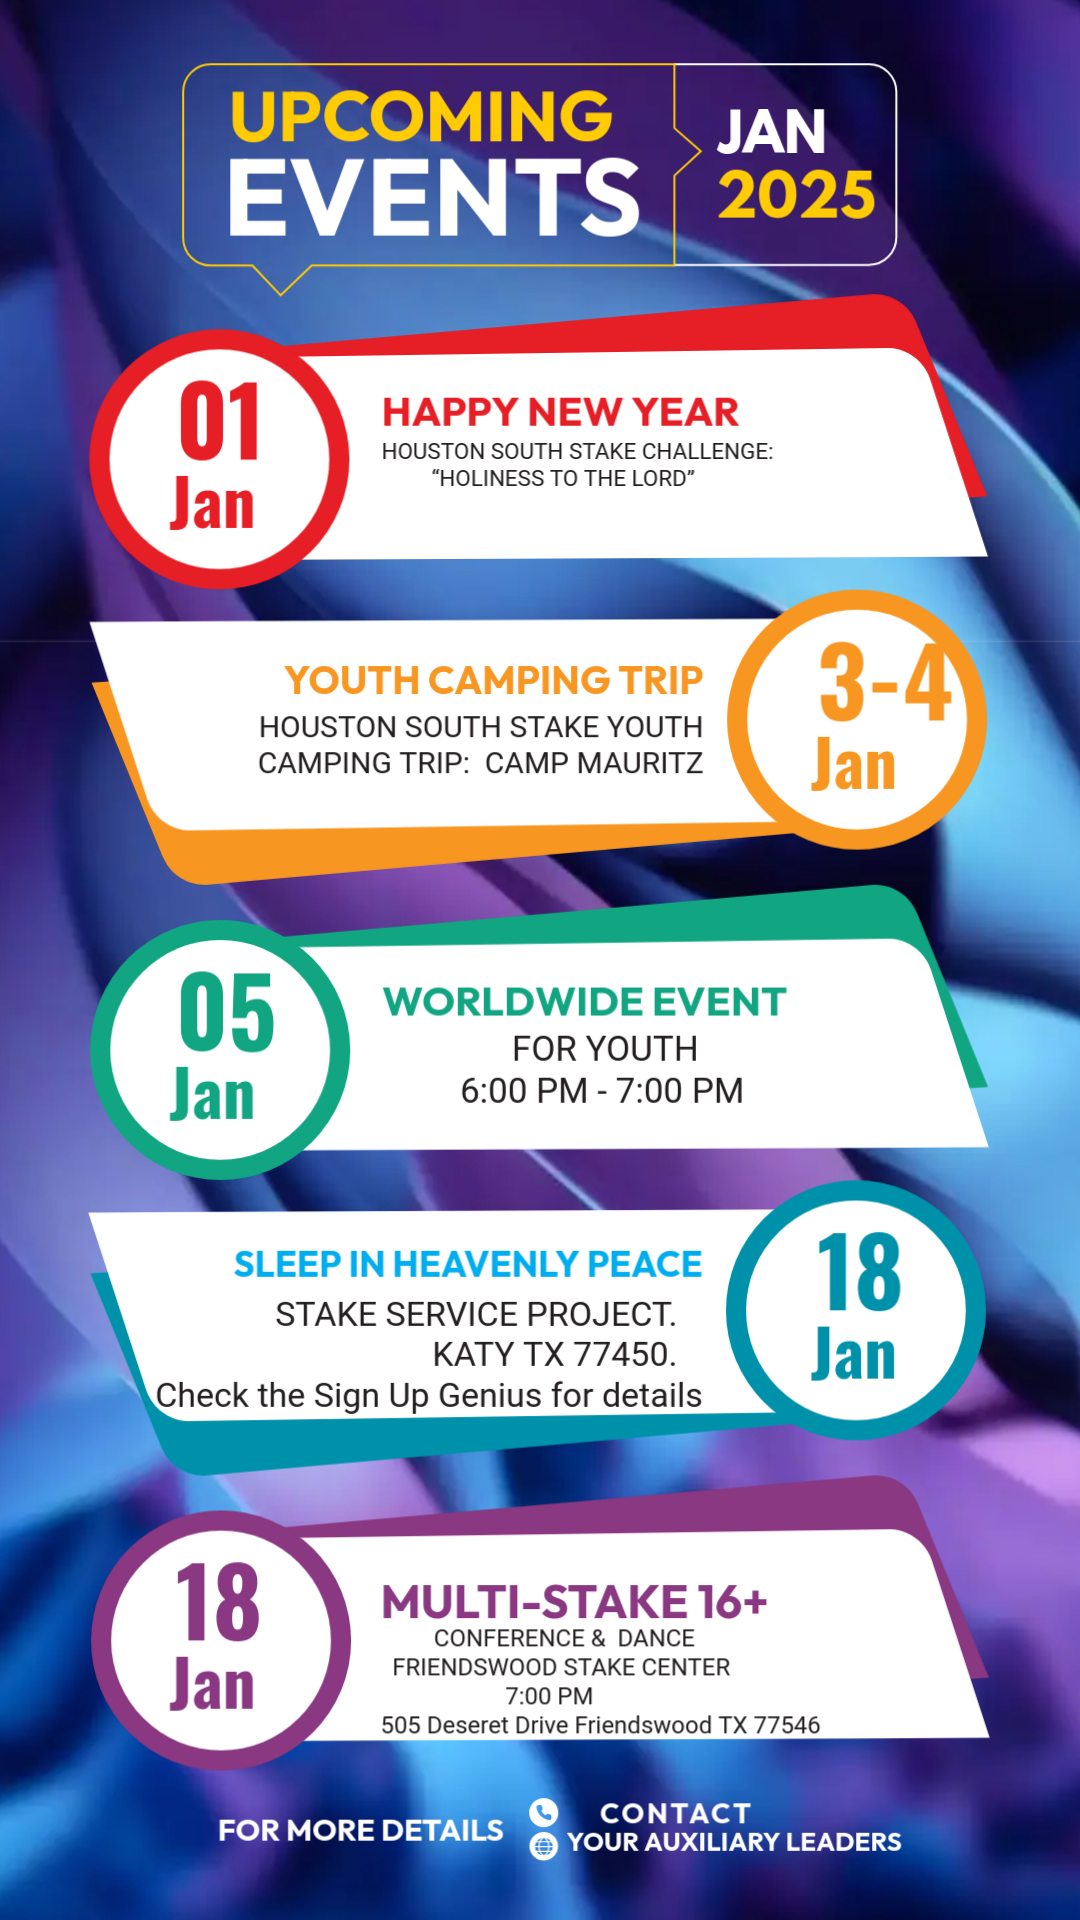 UPCOMING
EVENTS
JAN
2025
01
Jan
HAPPY NEW YEAR
HOUSTON SOUTH STAKE CHALLENGE:
“HOLINESS TO THE LORD”
YOUTH CAMPING TRIP
HOUSTON SOUTH STAKE YOUTH
CAMPING TRIP: CAMP MAURITZ
3-4
Jan
05
Jan
WORLDWIDE EVENT
FOR YOUTH
6:00 PM - 7:00 PM
SLEEP IN HEAVENLY PEACE
STAKE SERVICE PROJECT.
KATY TX 77450.
Check the Sign Up Genius for details
18
Jan
18
Jan
MULTI-STAKE 16+
CONFERENCE & DANCE
FRIENDSWOOD STAKE CENTER
7:00 PM
505 Deseret Drive Friendswood TX 77546
FOR MORE DETAILS
CONTACT
YOUR AUXILIARY LEADERS